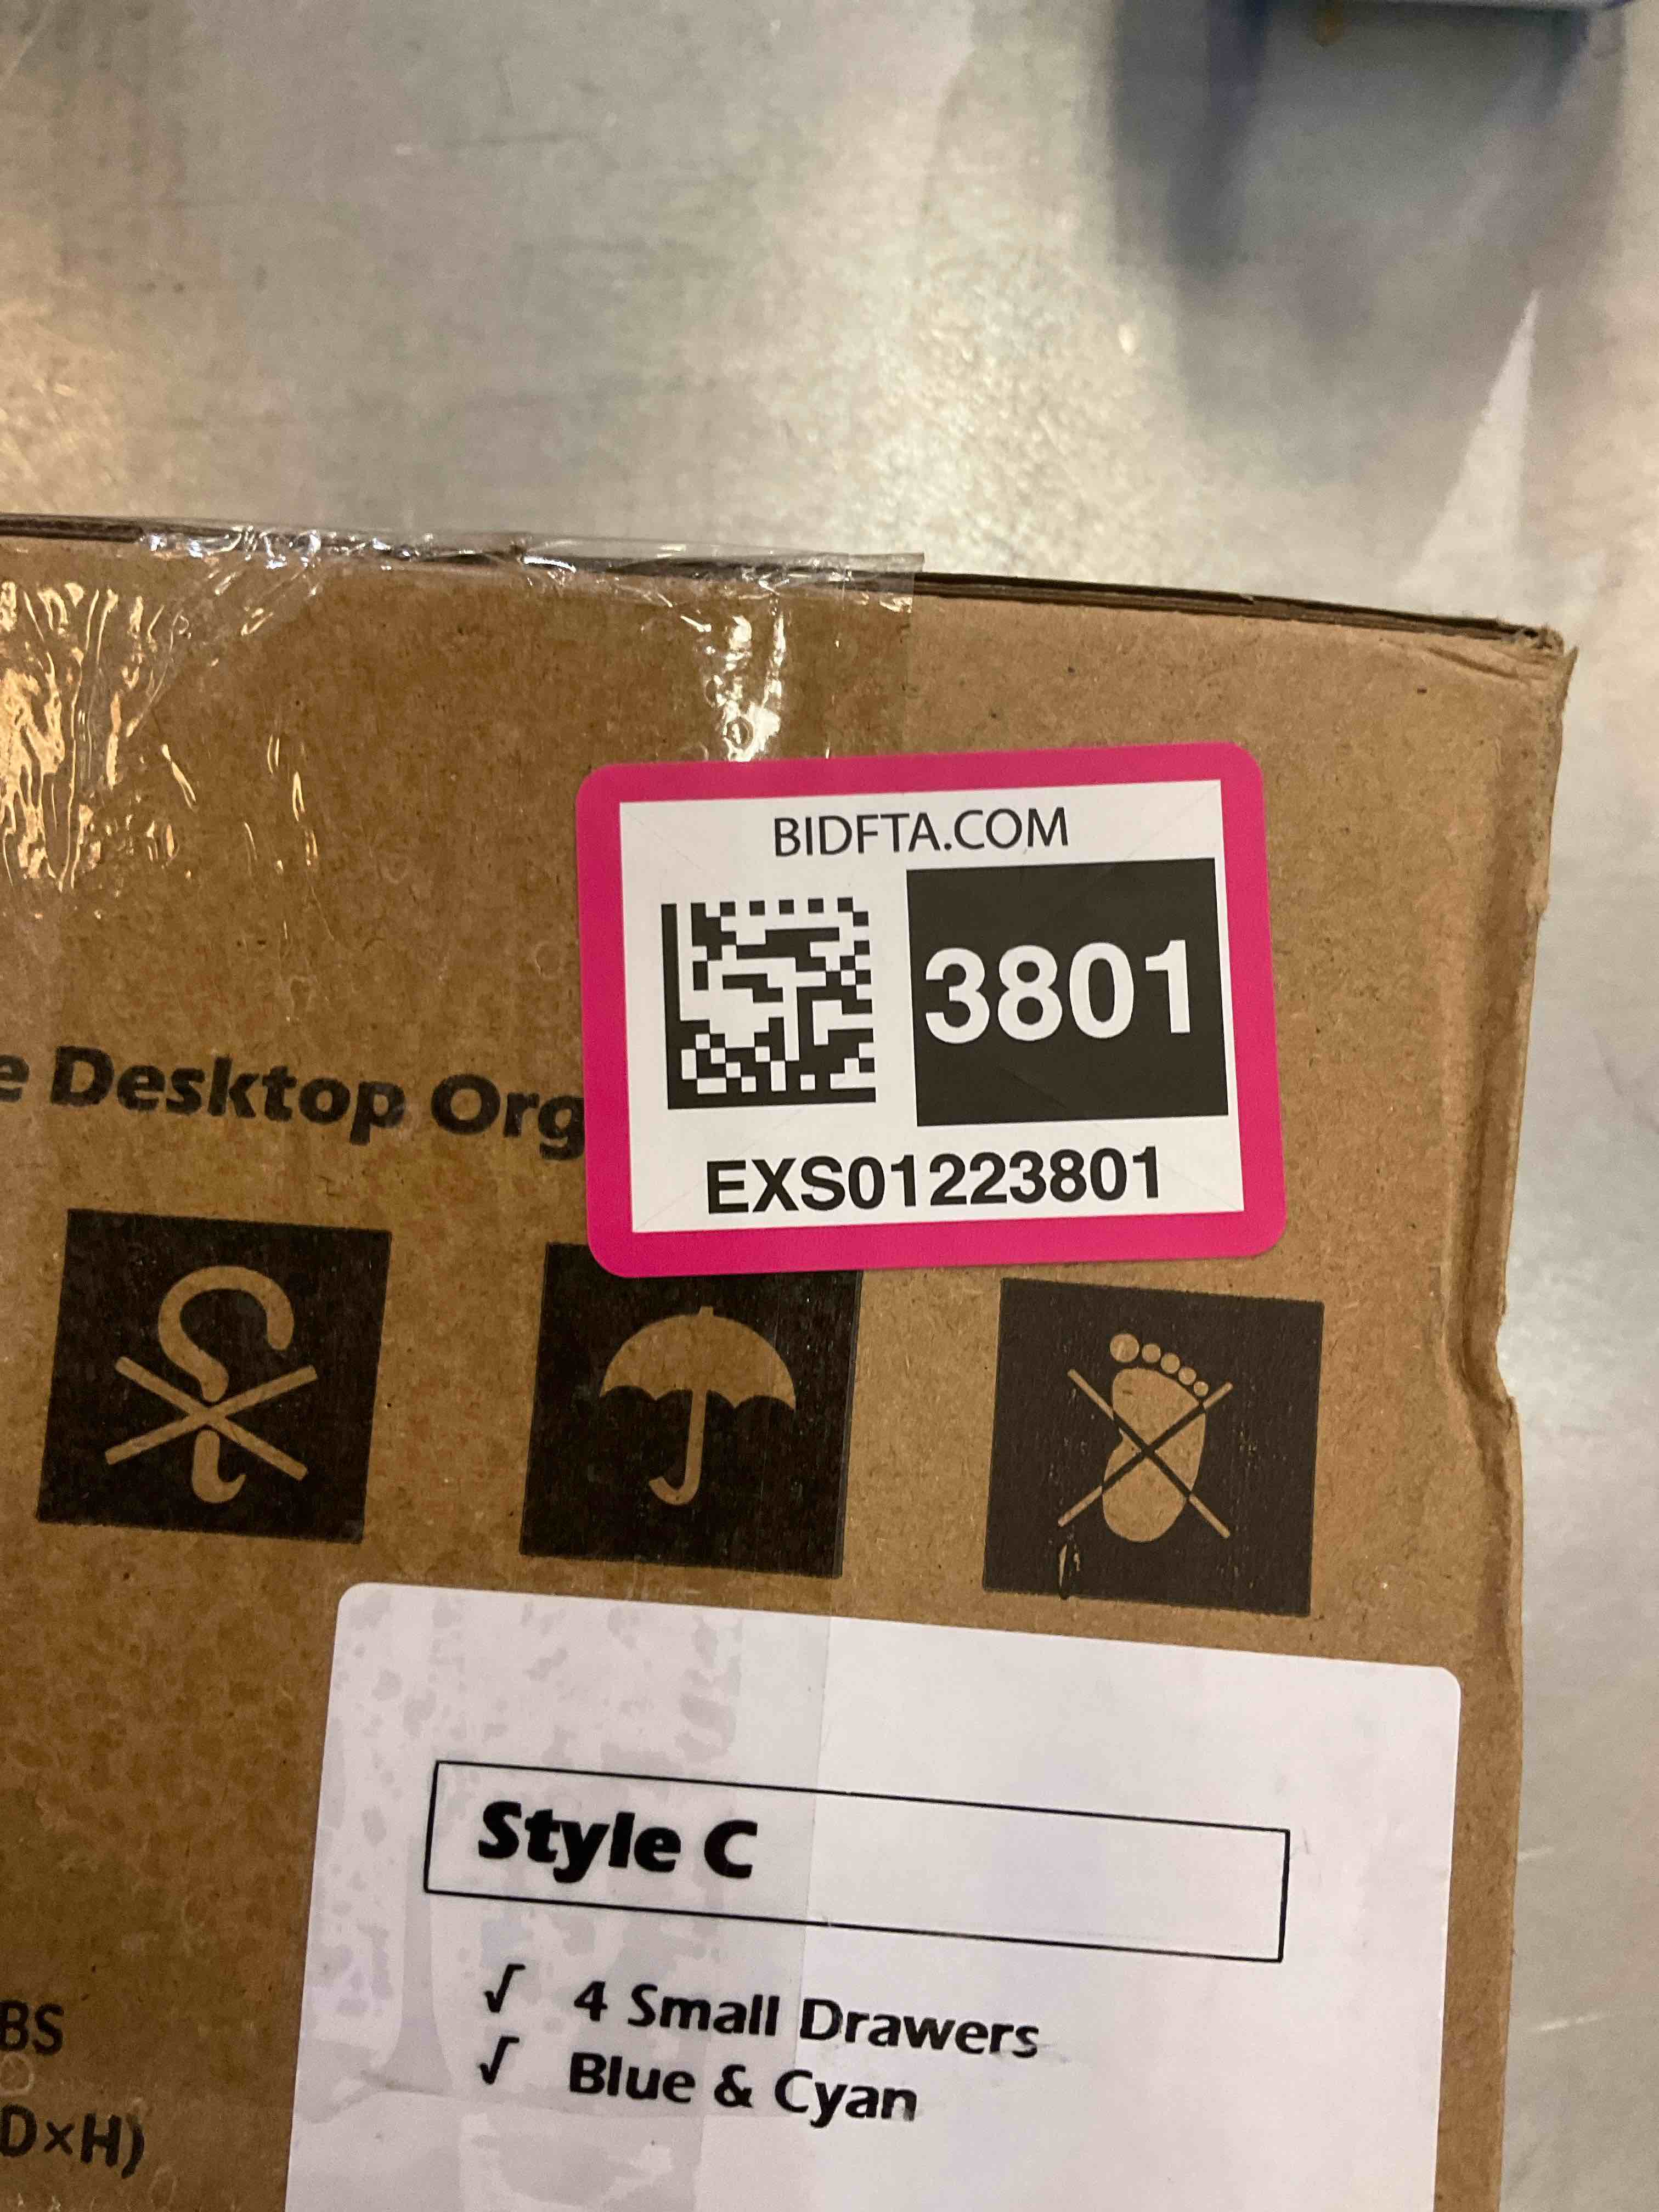 BIDFTA.COM
3801
EXS01223801
e Desktop Org
Style C
√ 4 Small Drawers
√ Blue & Cyan
BS
D×H)